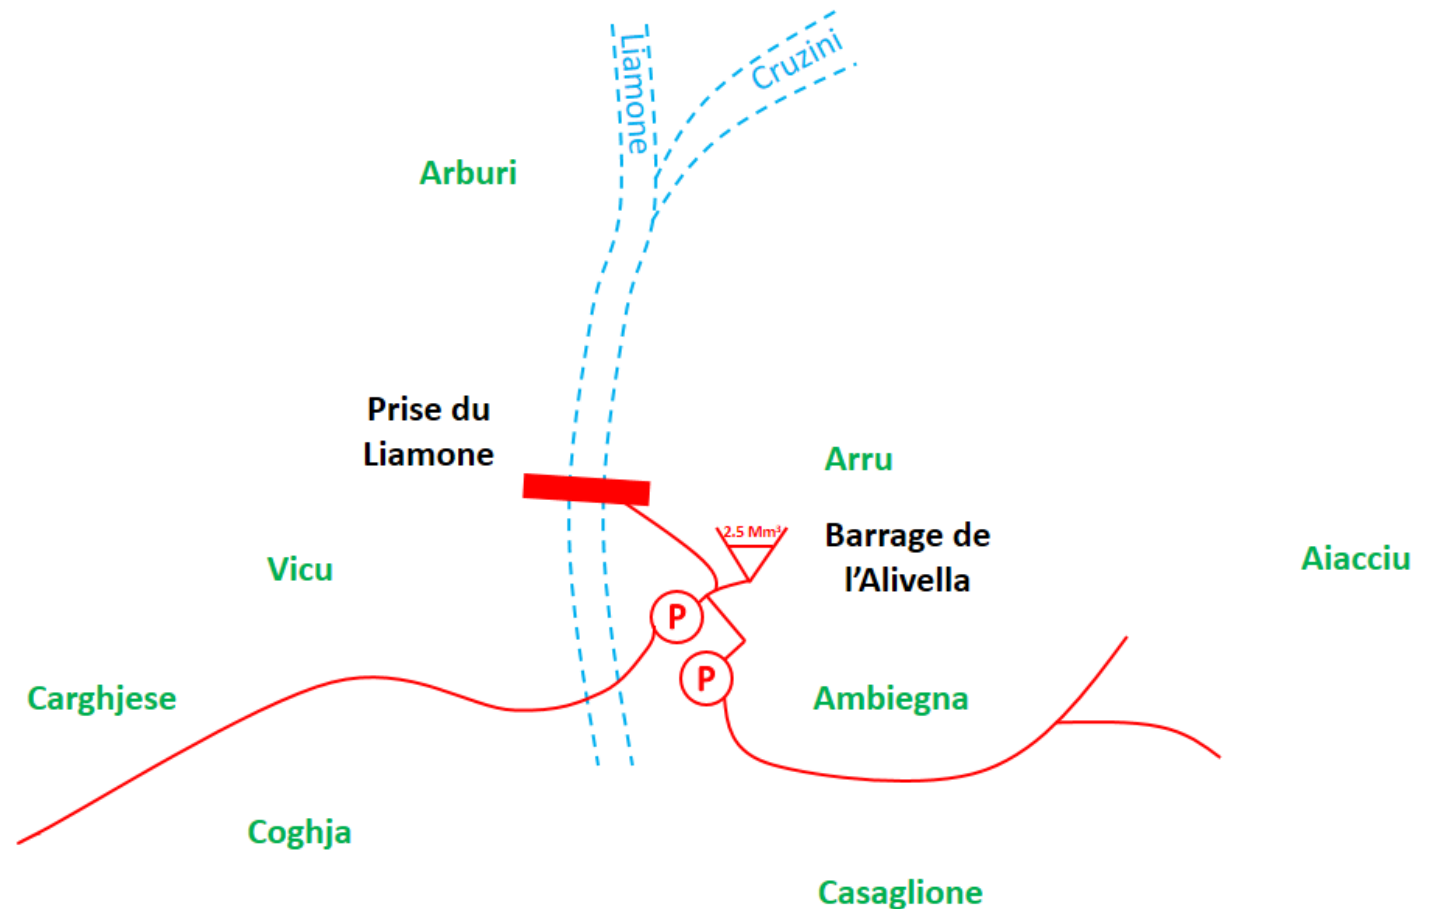 Liamone
Cruzini
Arburi
Prise du
Liamone
Arru
2.5 Mm³
Barrage de
l’Alivella
Aiacciu
Vicu
P
P
Carghjese
Ambiegna
Coghja
Casaglione